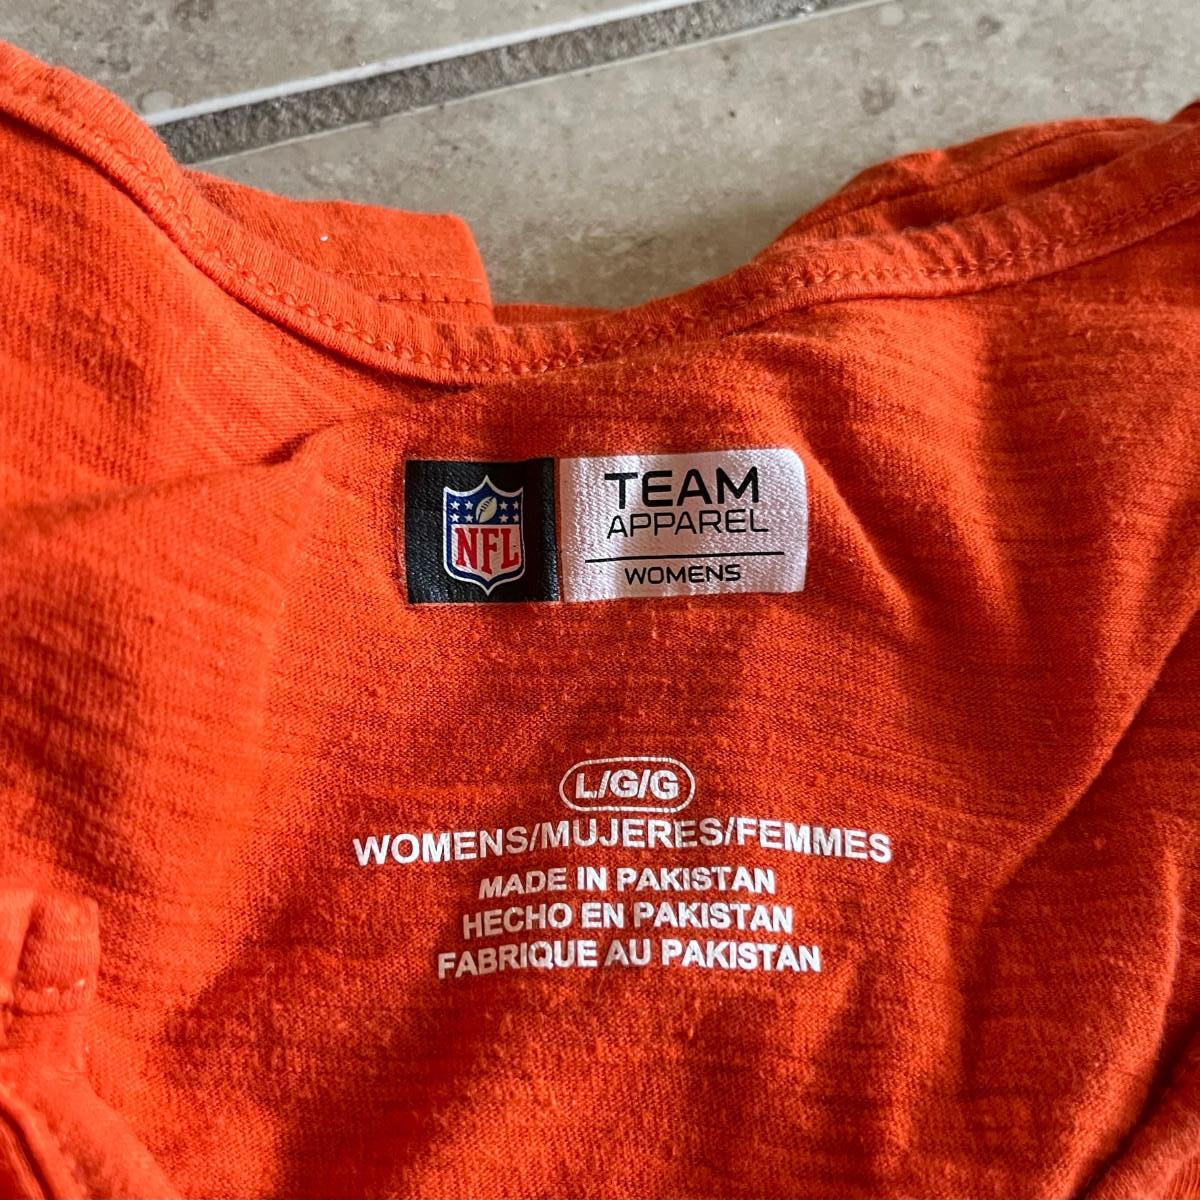 NFL
TEAM
APPAREL
WOMENS
L/G/G
WOMENS/MUJERES/FEMMES
MADE IN PAKISTAN
HECHO EN PAKISTAN
FABRIQUE AU PAKISTAN